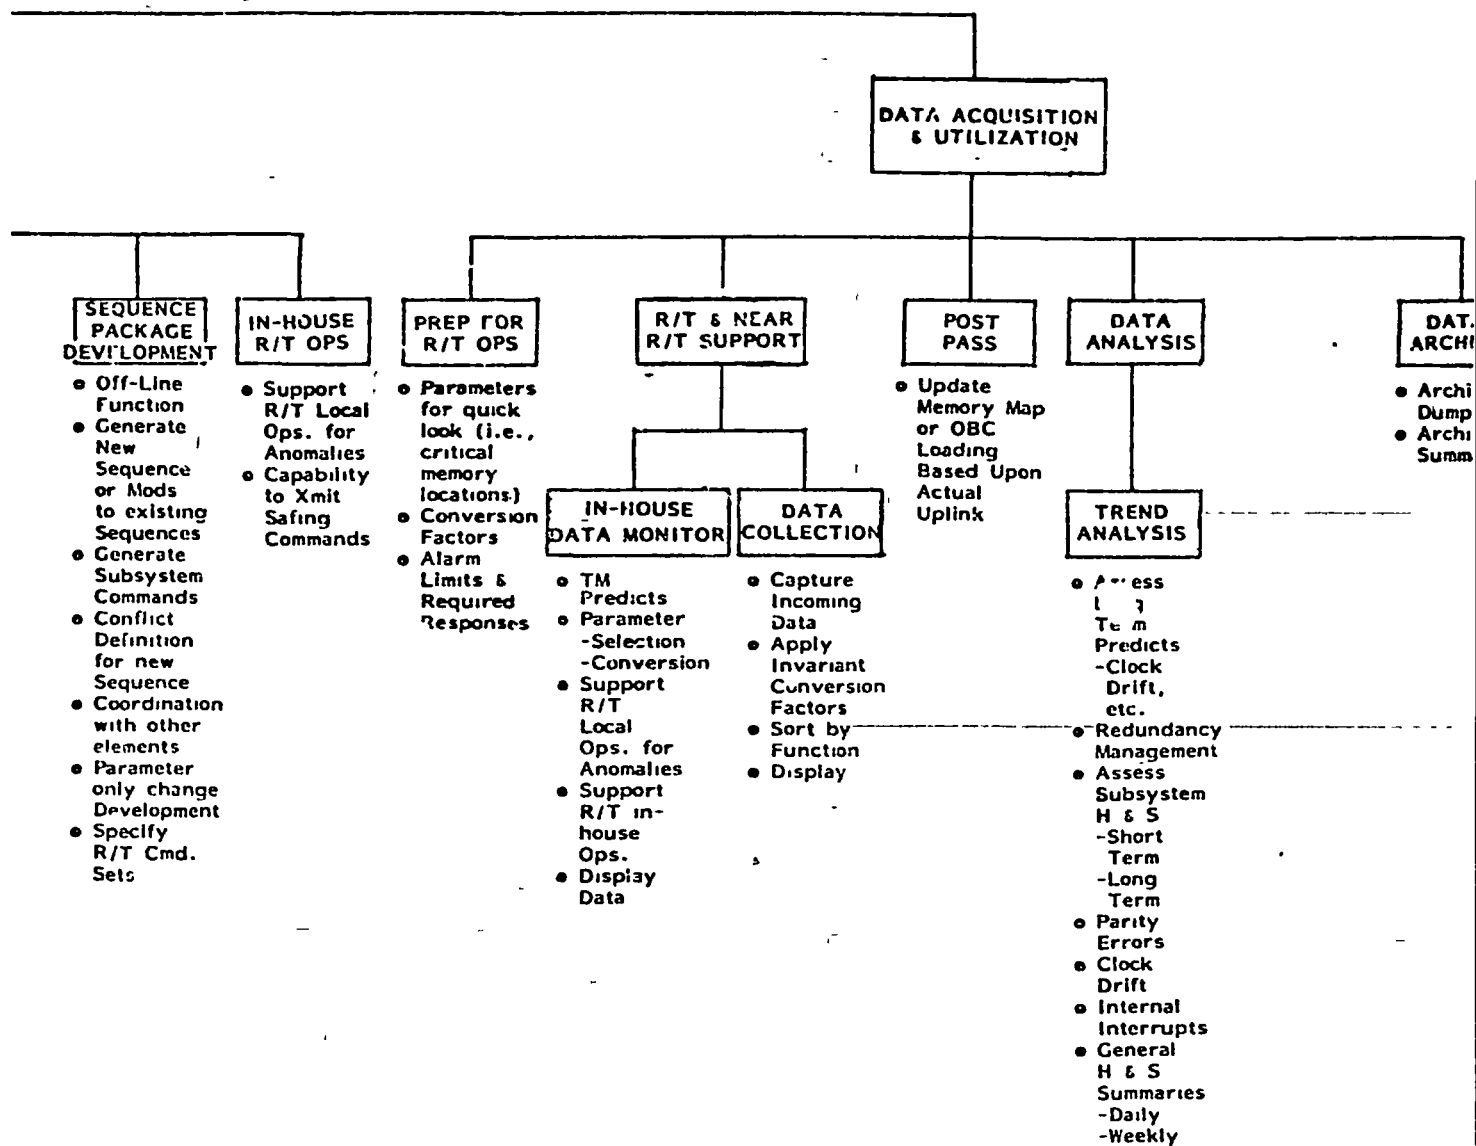 DATA ACQUISITION
& UTILIZATION
SEQUENCE
PACKAGE
DEVELOPMENT
● Off-Line
Function
● Generate
New
Sequence
or Mods
to existing
Sequences
● Generate
Subsystem
Commands
● Conflict
Definition
for new
Sequence
● Coordination
with other
elements
● Parameter
only change
Development
● Specify
R/T Cmd.
Sets
IN-HOUSE
R/T OPS
● Support
R/T Local
Ops. for
Anomalies
● Capability
to Xmit
Safing
Commands
PREP FOR
R/T OPS
● Parameters
for quick
look (i.e.,
critical
memory
locations)
● Conversion
Factors
● Alarm
Limits &
Required
Responses
R/T & NEAR
R/T SUPPORT
IN-HOUSE
DATA MONITOR
● TM
Predicts
● Parameter
-Selection
-Conversion
● Support
R/T
Local
Ops. for
Anomalies
● Support
R/T in-
house
Ops.
● Display
Data
DATA
COLLECTION
● Capture
Incoming
Data
● Apply
Invariant
Conversion
Factors
● Sort by
Function
● Display
POST
PASS
● Update
Memory Map
or OBC
Loading
Based Upon
Actual
Uplink
DATA
ANALYSIS
TREND
ANALYSIS
●
Predicts
-Clock
Drift,
etc.
● Redundancy
Management
● Assess
Subsystem
H & S
-Short
Term
-Long
Term
● Parity
Errors
● Clock
Drift
● Internal
Interrupts
● General
H & S
Summaries
-Daily
-Weekly
DAT
ARCHI
● Archi
Dump
● Archi
Summ